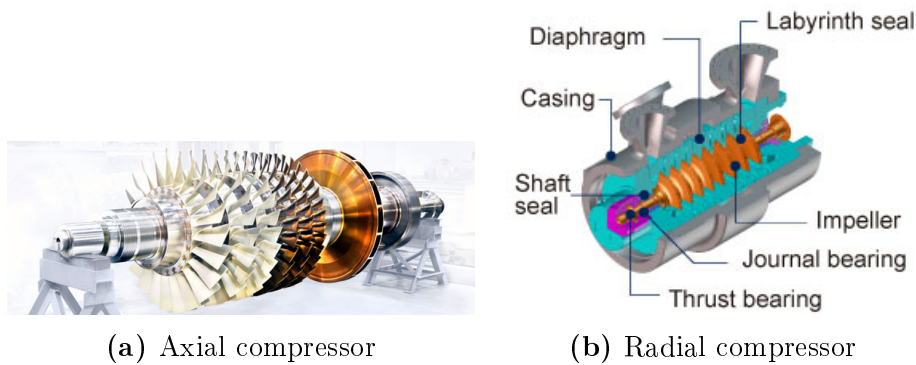 Labyrinth seal
Diaphragm
Casing
Shaft
seal
Impeller
Journal bearing
Thrust bearing
(a) Axial compressor
(b) Radial compressor